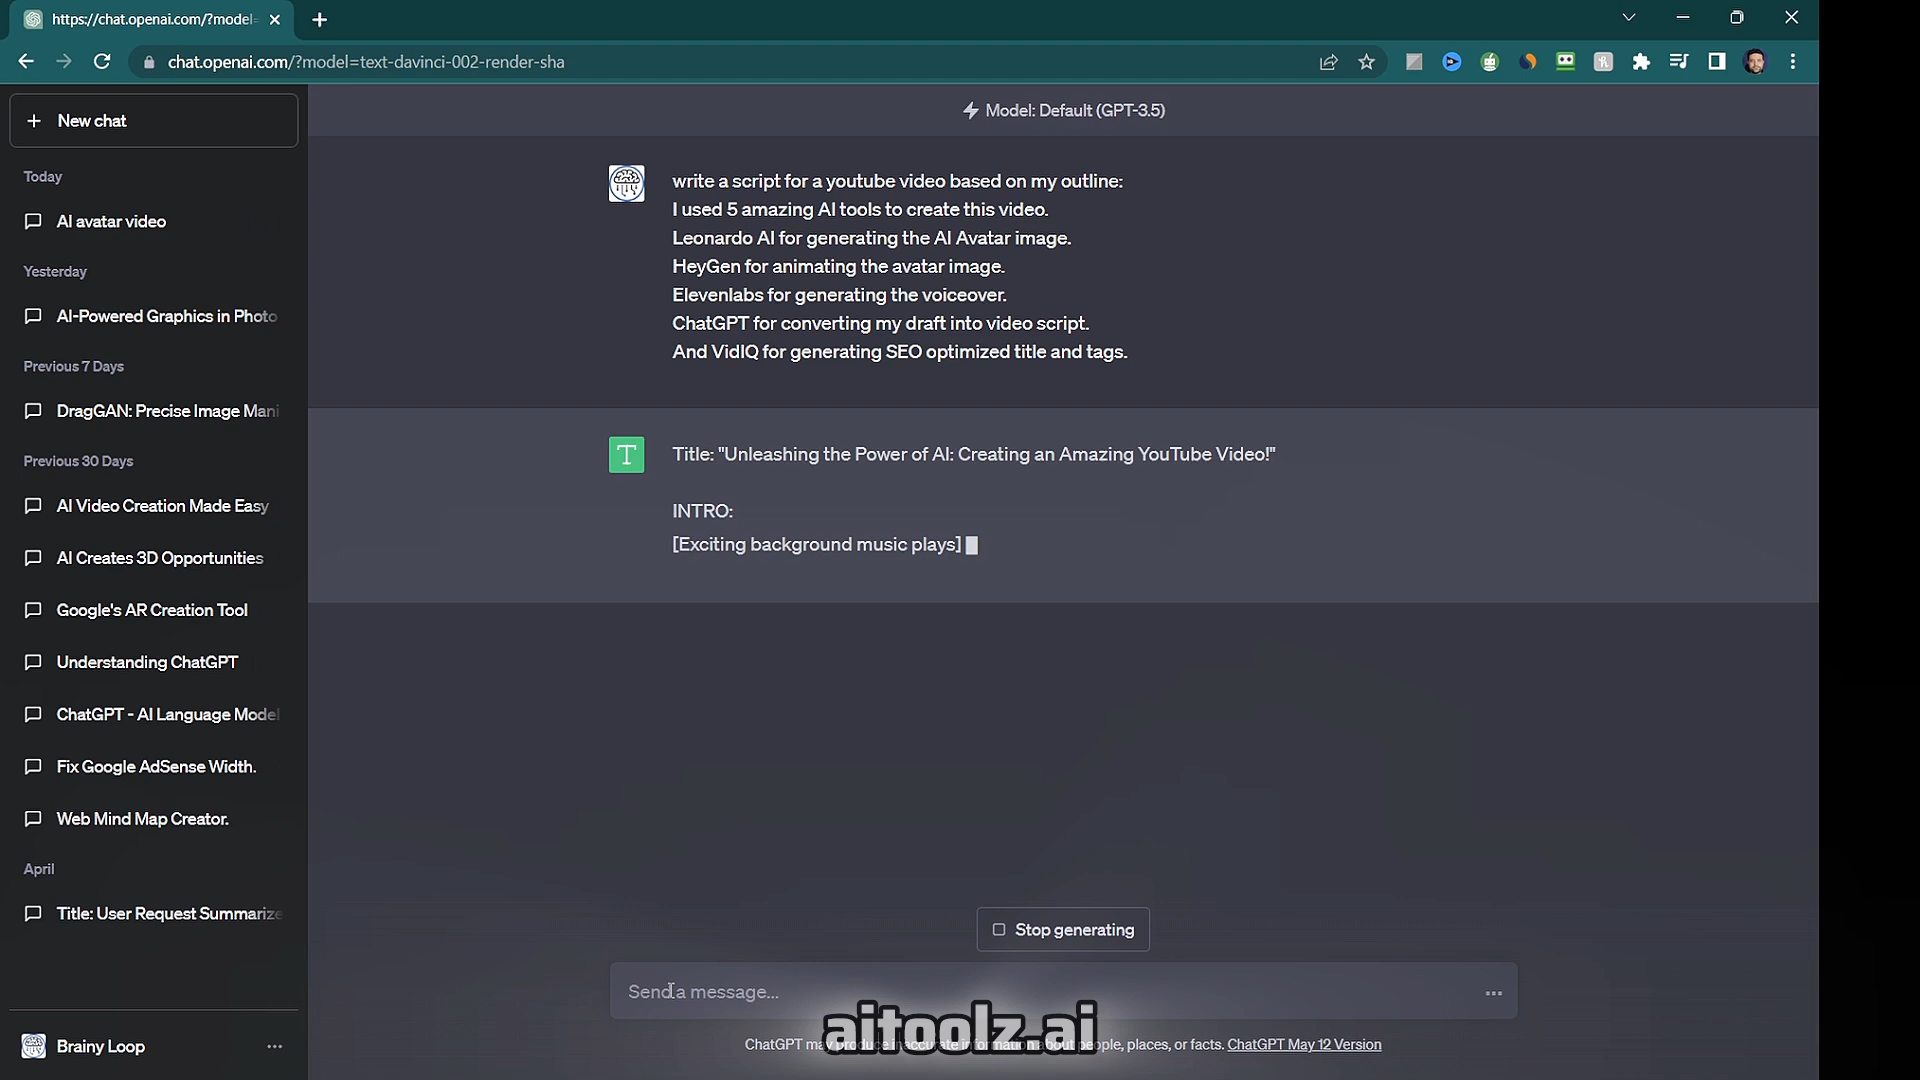 https://chat.openai.com/?model=
chat.openai.com/?model=text-davinci-002-render-sha
New chat
Today
AI avatar video
Yesterday
AI-Powered Graphics in Photo
Previous 7 Days
DragGAN: Precise Image Mani
Previous 30 Days
AI Video Creation Made Easy
AI Creates 3D Opportunities
Google's AR Creation Tool
Understanding ChatGPT
ChatGPT - AI Language Model
Fix Google AdSense Width.
Web Mind Map Creator.
April
Title: User Request Summarize
Brainy Loop
Model: Default (GPT-3.5)
write a script for a youtube video based on my outline:
I used 5 amazing AI tools to create this video.
Leonardo AI for generating the AI Avatar image.
HeyGen for animating the avatar image.
Elevenlabs for generating the voiceover.
ChatGPT for converting my draft into video script.
And VidIQ for generating SEO optimized title and tags.
T
Title: "Unleashing the Power of AI: Creating an Amazing YouTube Video!"
INTRO:
[Exciting background music plays]
Stop generating
Send a message...
aitoolz.ai
ChatGPT may produce inaccurate information about people, places, or facts. ChatGPT May 12 Version